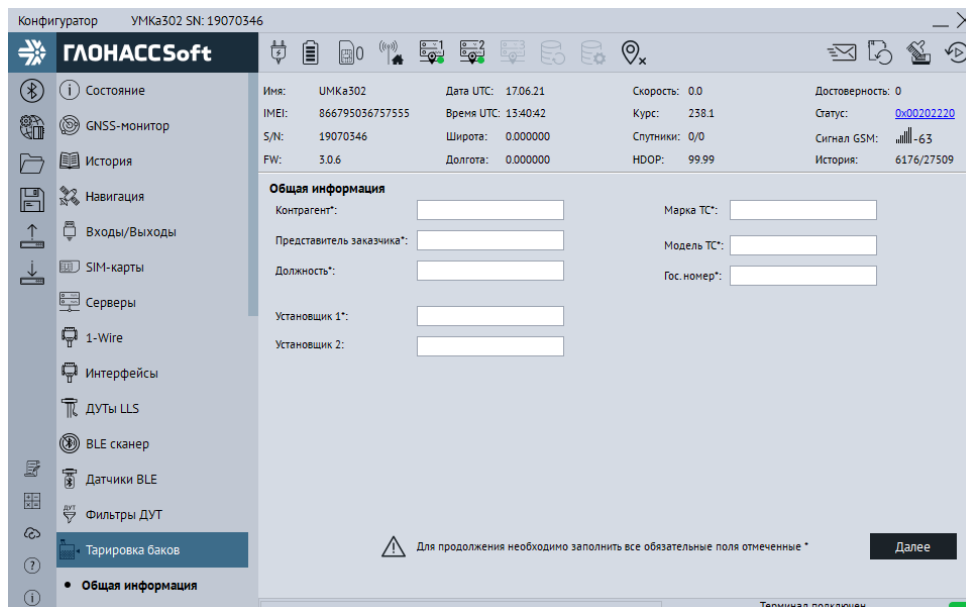 Конфигуратор УМКа302 SN: 19070346
ГЛОНАССSoft
0 1 2
Состояние
GNSS-монитор
История
Навигация
Входы/Выходы
SIM-карты
Серверы
1-Wire
Интерфейсы
ДУТы LLS
BLE сканер
Датчики BLE
Фильтры ДУТ
Тарировка баков
• Общая информация
Имя: УМКа302 Дата UTC: 17.06.21 Скорость: 0.0 Достоверность: 0
IMEI: 866795036757555 Время UTC: 13:40:42 Курс: 238.1 Статус: 0x00202220
S/N: 19070346 Широта: 0.000000 Спутники: 0/0 Сигнал GSM: -63
FW: 3.0.6 Долгота: 0.000000 HDOP: 99.99 История: 6176/27509
Общая информация
Контрагент*: Марка ТС*:
Представитель заказчика*: Модель ТС*:
Должность*: Гос.номер*:
Установщик 1*:
Установщик 2:
Для продолжения необходимо заполнить все обязательные поля отмеченные *
Далее
Терминал подключен